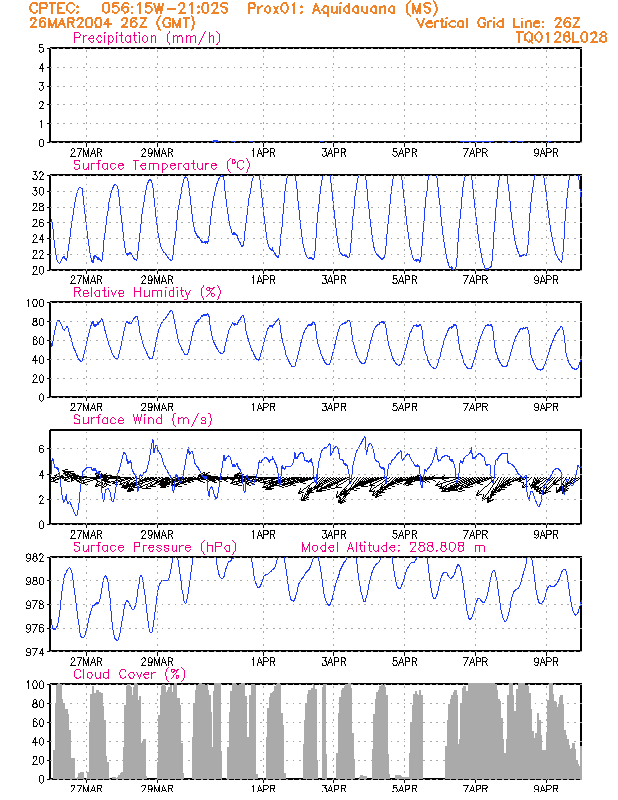 CPTEC: 056:15W-21:02S Prox01: Aquidauana (MS)
26MAR2004 26Z (GMT) Vertical Grid Line: 26Z
Precipitation (mm/h) TQ0126L028
5
4
3
2
1
0
27MAR 29MAR 1APR 3APR 5APR 7APR 9APR
Surface Temperature (°C)
32
30
28
26
24
22
20
27MAR 29MAR 1APR 3APR 5APR 7APR 9APR
Relative Humidity (%)
100
80
60
40
20
0
27MAR 29MAR 1APR 3APR 5APR 7APR 9APR
Surface Wind (m/s)
6
4
2
0
27MAR 29MAR 1APR 3APR 5APR 7APR 9APR
Surface Pressure (hPa) Model Altitude: 288.808 m
982
980
978
976
974
27MAR 29MAR 1APR 3APR 5APR 7APR 9APR
Cloud Cover (%)
100
80
60
40
20
0
27MAR 29MAR 1APR 3APR 5APR 7APR 9APR